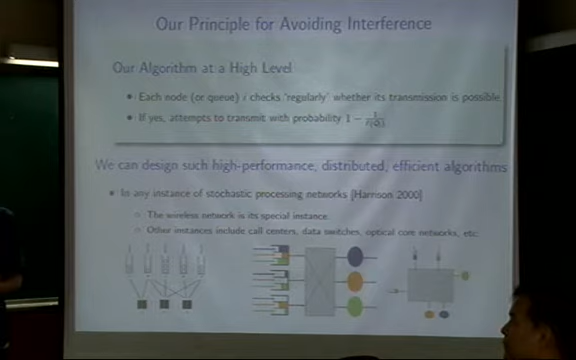 Our Principle for Avoiding Interference
Our Algorithm at a High Level
Each node (or queue) i checks 'regularly' whether its transmission is possible.
If yes, attempts to transmit with probability 1 −
We can design such high-performance, distributed, efficient algorithms
In any instance of stochastic processing networks [Harrison 2000]
The wireless network is its special instance.
Other instances include call centers, data switches, optical core networks, etc.